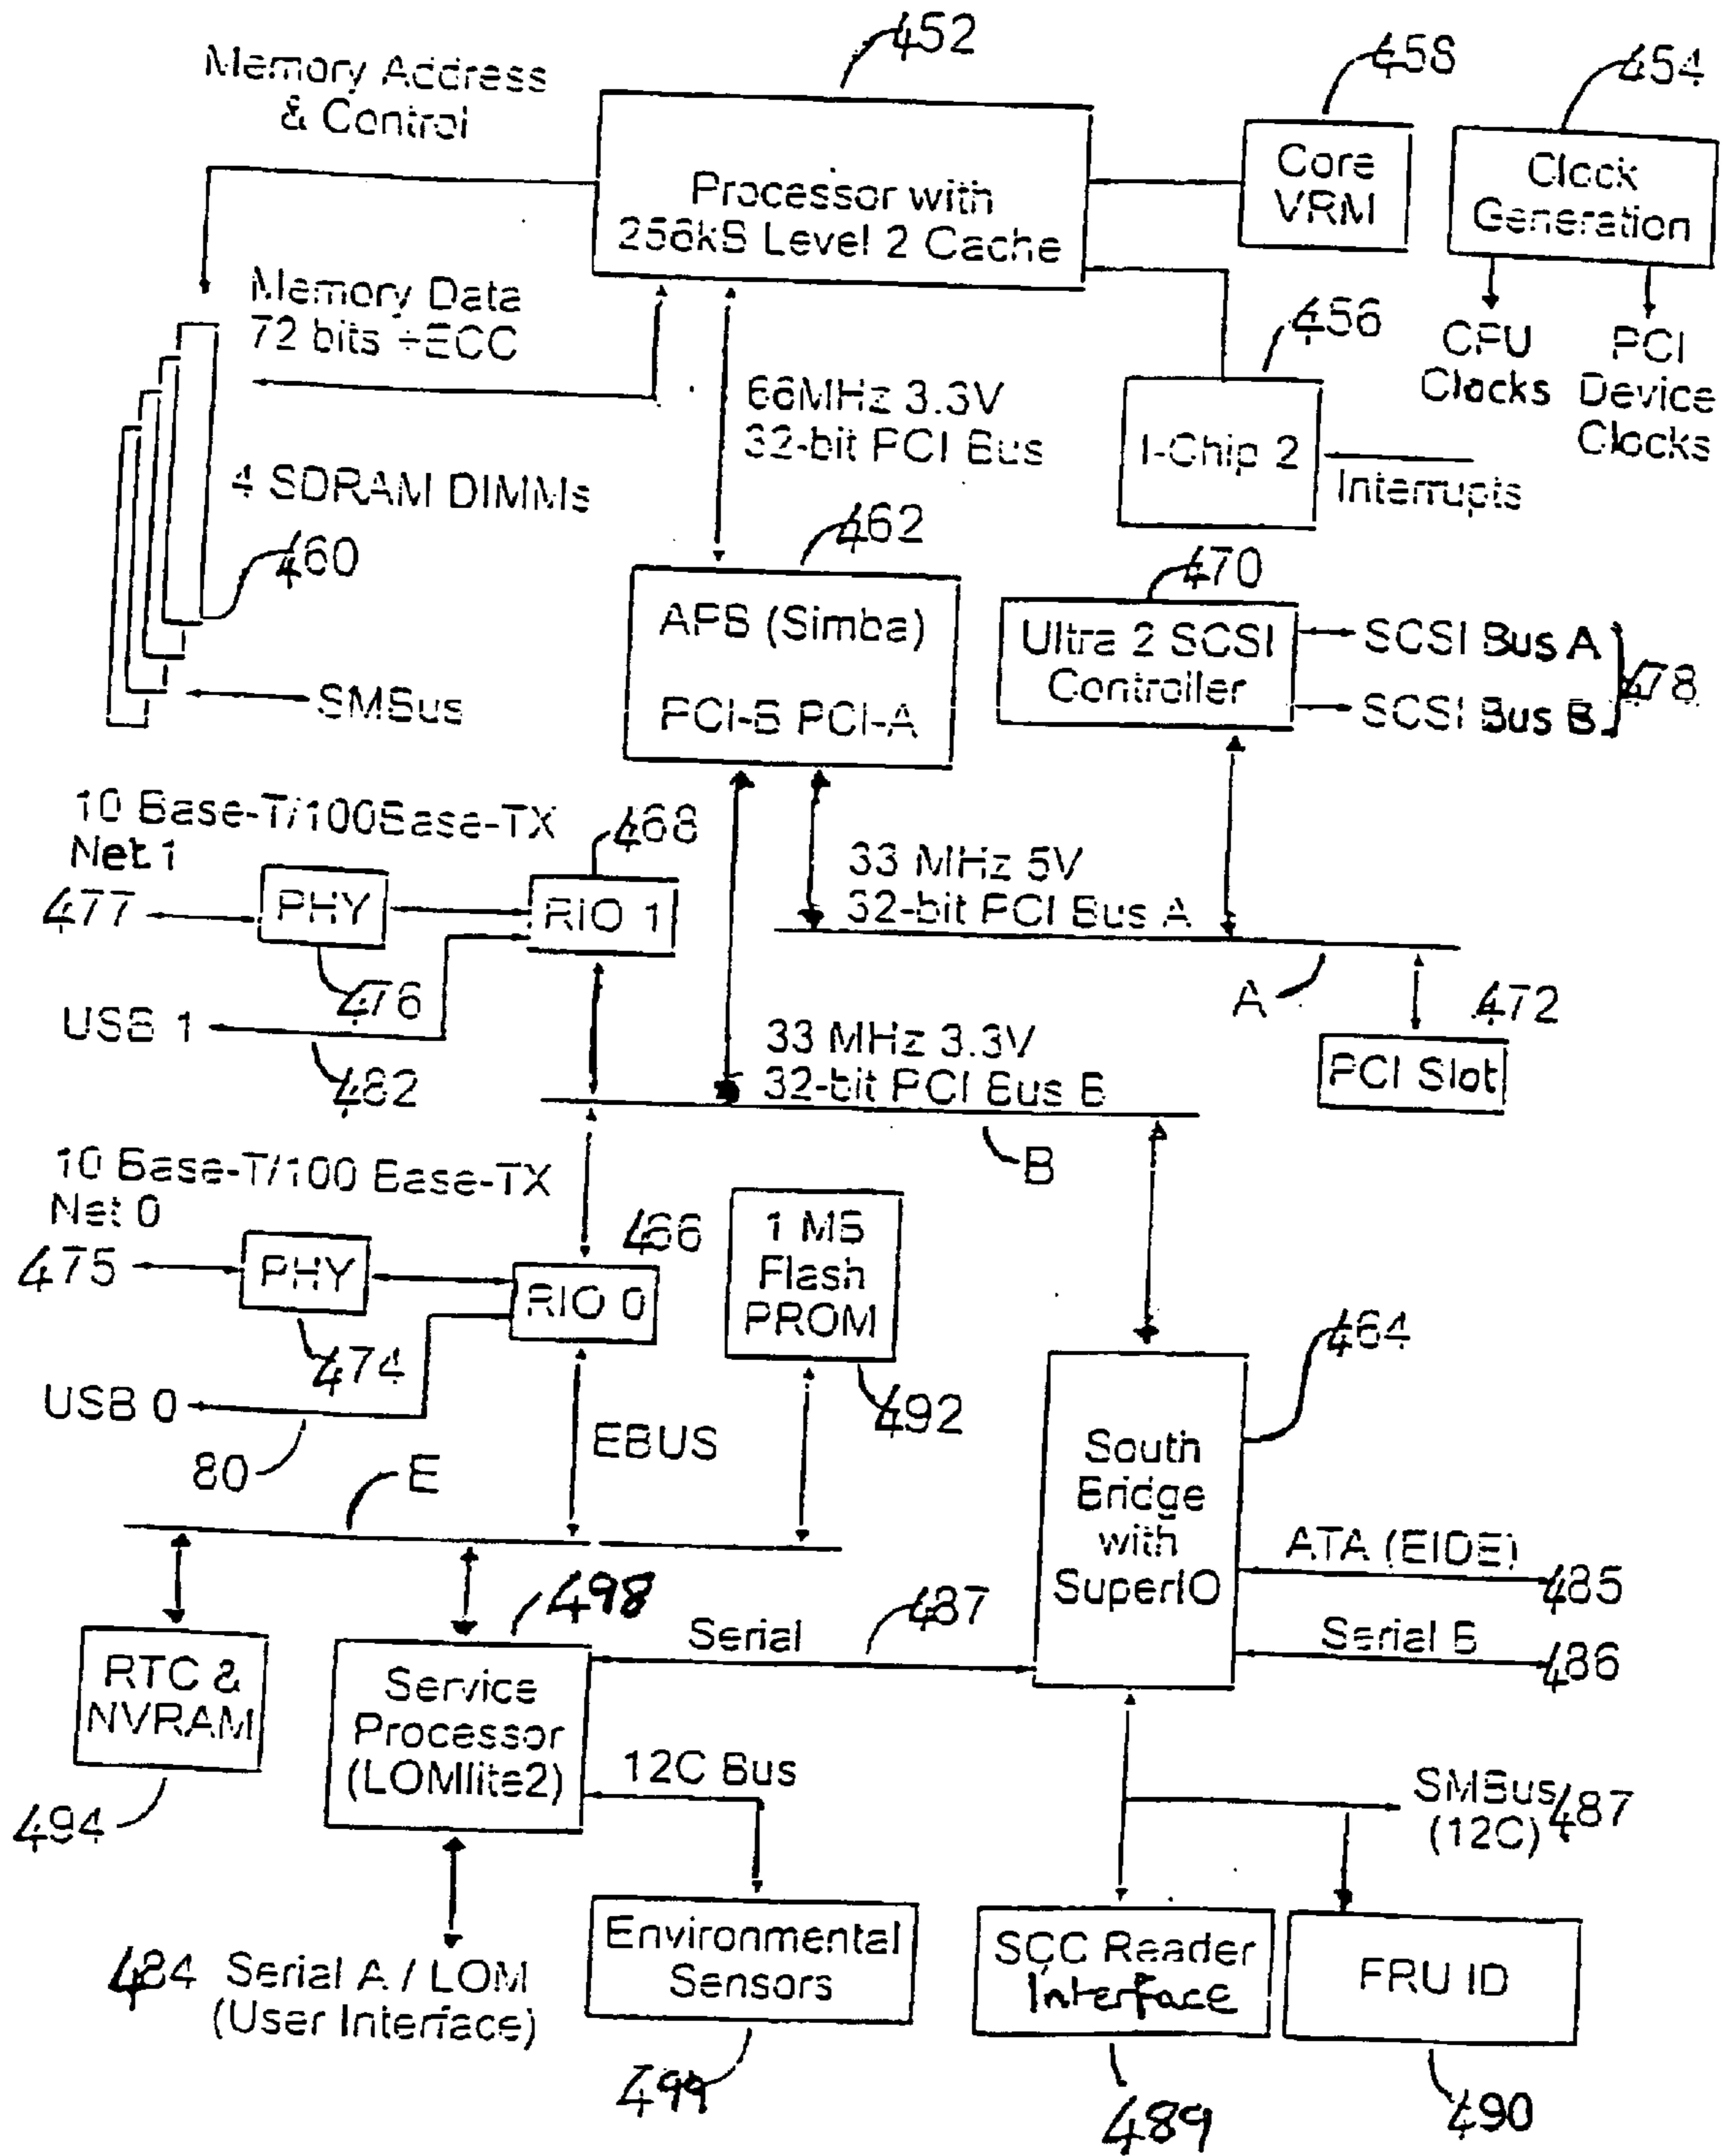 452
458
454
Memory Address
& Control
Processor with
256kB Level 2 Cache
Core
VRM
Clock
Generation
Memory Data
72 bits +ECC
456
CPU
Clocks
PCI
Device
Clocks
66MHz 3.3V
32-bit PCI Bus
I-Chip 2
Interrupts
4 SDRAM DIMMs
460
462
470
APB (Simba)
PCI-B PCI-A
Ultra 2 SCSI
Controller
SCSI Bus A
SCSI Bus B
478
SMBus
10 Base-T/100Base-TX
Net 1
468
477
PHY
RIO 1
33 MHz 5V
32-bit PCI Bus A
476
A
472
USB 1
PCI Slot
482
33 MHz 3.3V
32-bit PCI Bus B
B
10 Base-T/100 Base-TX
Net 0
466
475
PHY
RIO 0
1 MB
Flash
PROM
464
474
492
USB 0
EBUS
80
E
South
Bridge
with
SuperIO
ATA (EIDE)
485
498
487
Serial
Serial B
486
RTC &
NVRAM
Service
Processor
(LOMlite2)
12C Bus
494
SMBus
(12C)
487
484
Serial A / LOM
(User Interface)
Environmental
Sensors
SCC Reader
Interface
FRU ID
499
489
490